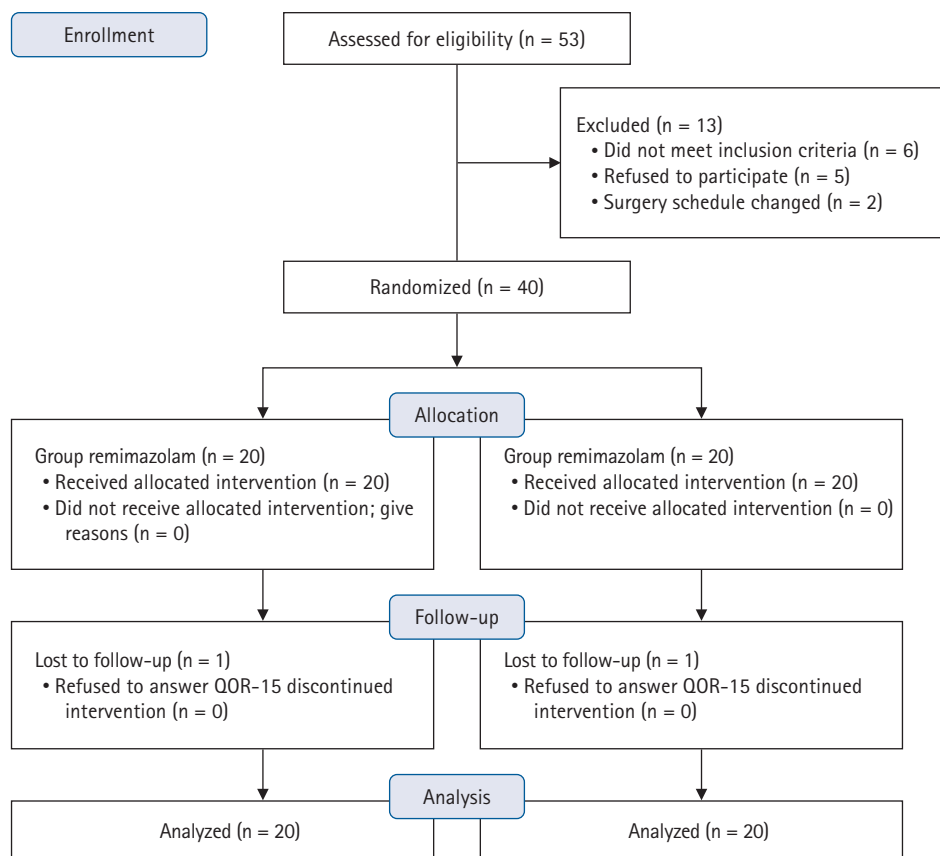 Enrollment
Assessed for eligibility (n = 53)
Excluded (n = 13)
• Did not meet inclusion criteria (n = 6)
• Refused to participate (n = 5)
• Surgery schedule changed (n = 2)
Randomized (n = 40)
Allocation
Group remimazolam (n = 20)
• Received allocated intervention (n = 20)
• Did not receive allocated intervention; give
reasons (n = 0)
Group remimazolam (n = 20)
• Received allocated intervention (n = 20)
• Did not receive allocated intervention (n = 0)
Follow-up
Lost to follow-up (n = 1)
• Refused to answer QOR-15 discontinued
intervention (n = 0)
Lost to follow-up (n = 1)
• Refused to answer QOR-15 discontinued
intervention (n = 0)
Analysis
Analyzed (n = 20)
Analyzed (n = 20)